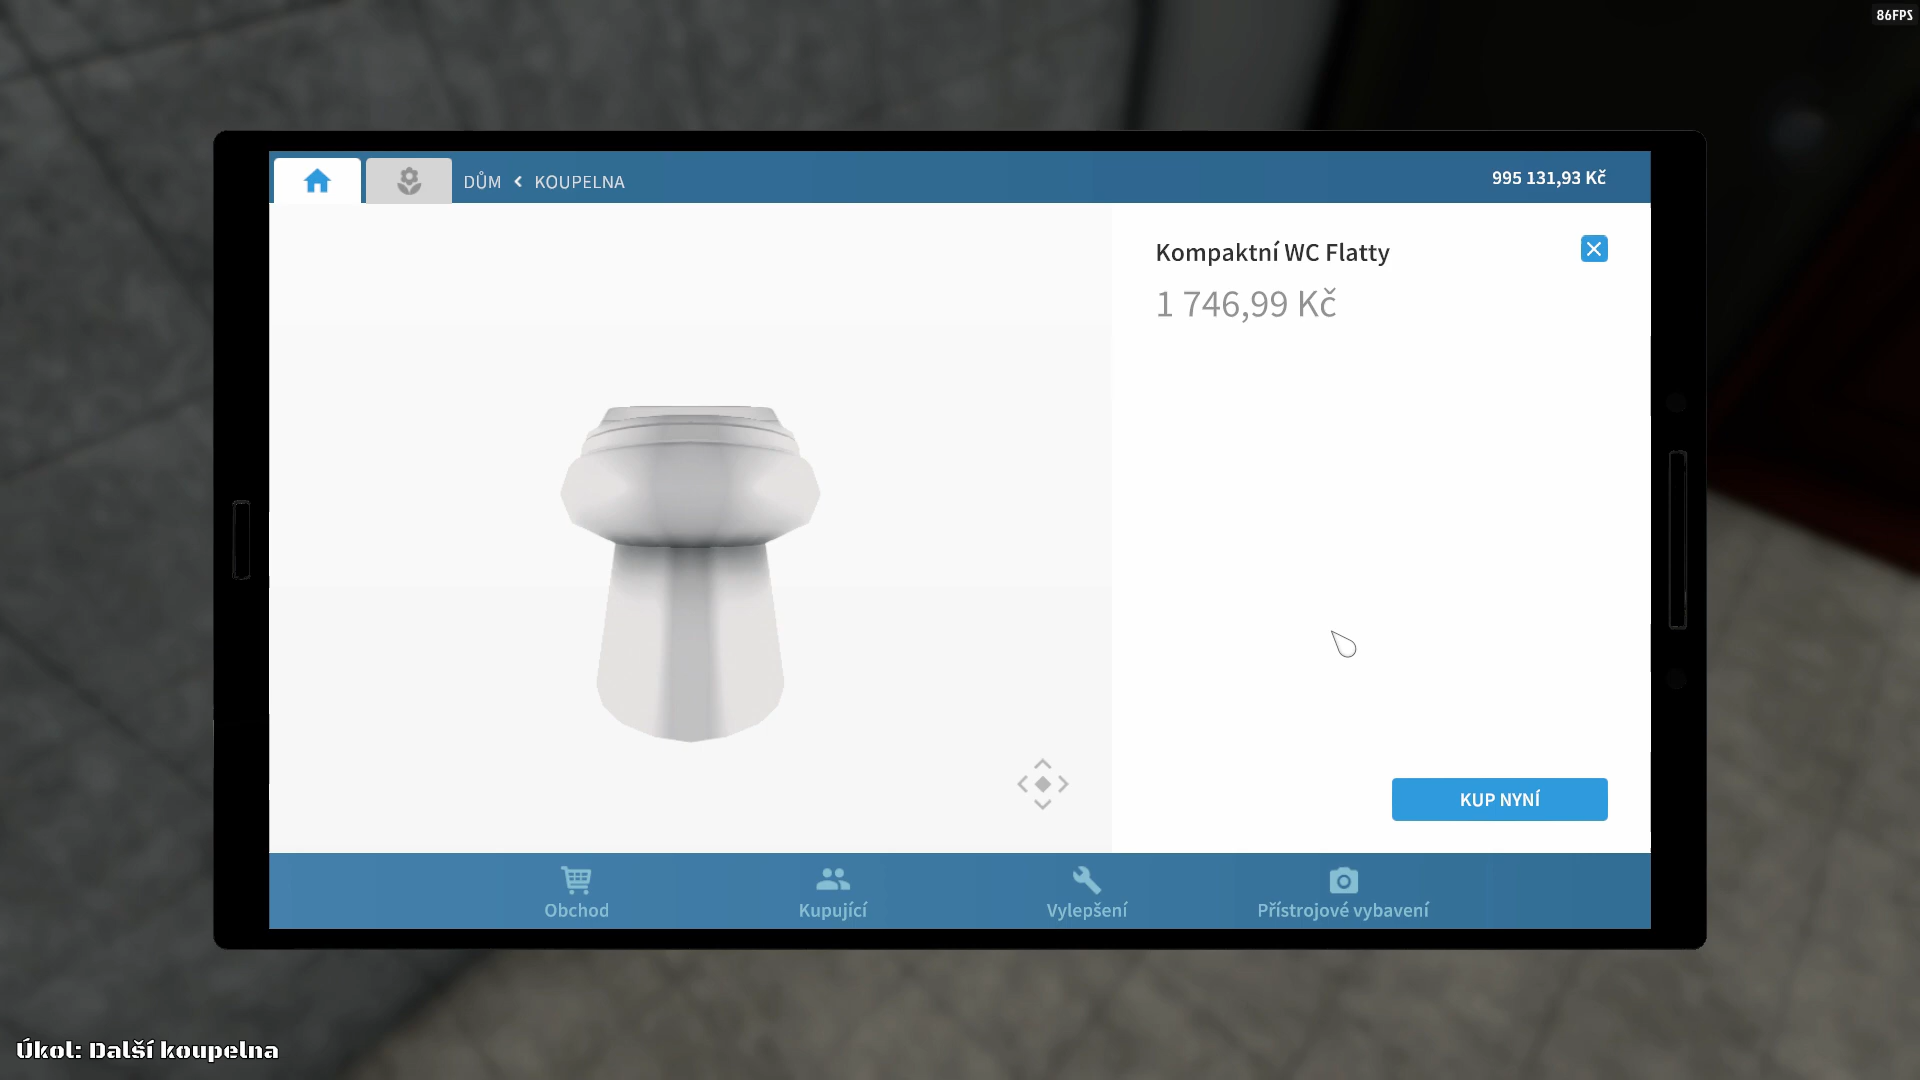 86FPS
DŮM KOUPELNA
995 131,93 Kč
Kompaktní WC Flatty
1 746,99 Kč
KUP NYNÍ
Obchod
Kupující
Vylepšení
Přístrojové vybavení
Úkol: Další koupelna